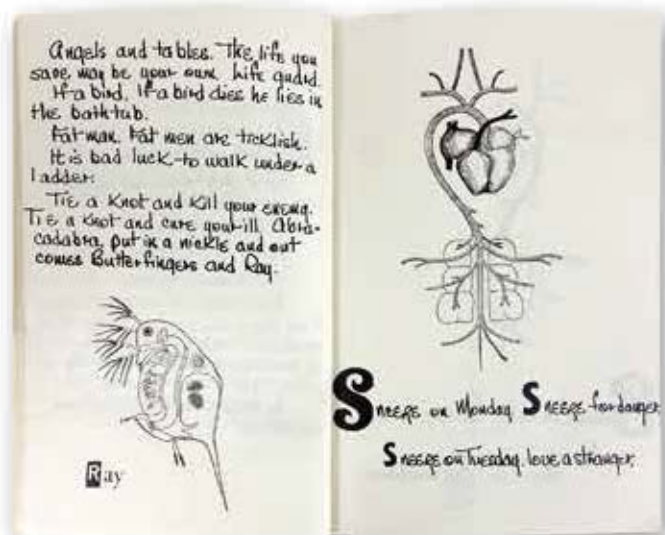 Angels and tables. The life you
save may be your own. Life guard.
If a bird. If a bird dies he lies in
the bathtub.
Fat man. Fat men are ticklish.
It is bad luck to walk under a
ladder.
Tie a knot and kill your enemy.
Tie a knot and cure your ill. Abra-
cadabra, put in a nickle and out
comes Butterfingers and Ray.
Ray
Sneeze on Monday Sneeze for danger
Sneeze on Tuesday. love a stranger.